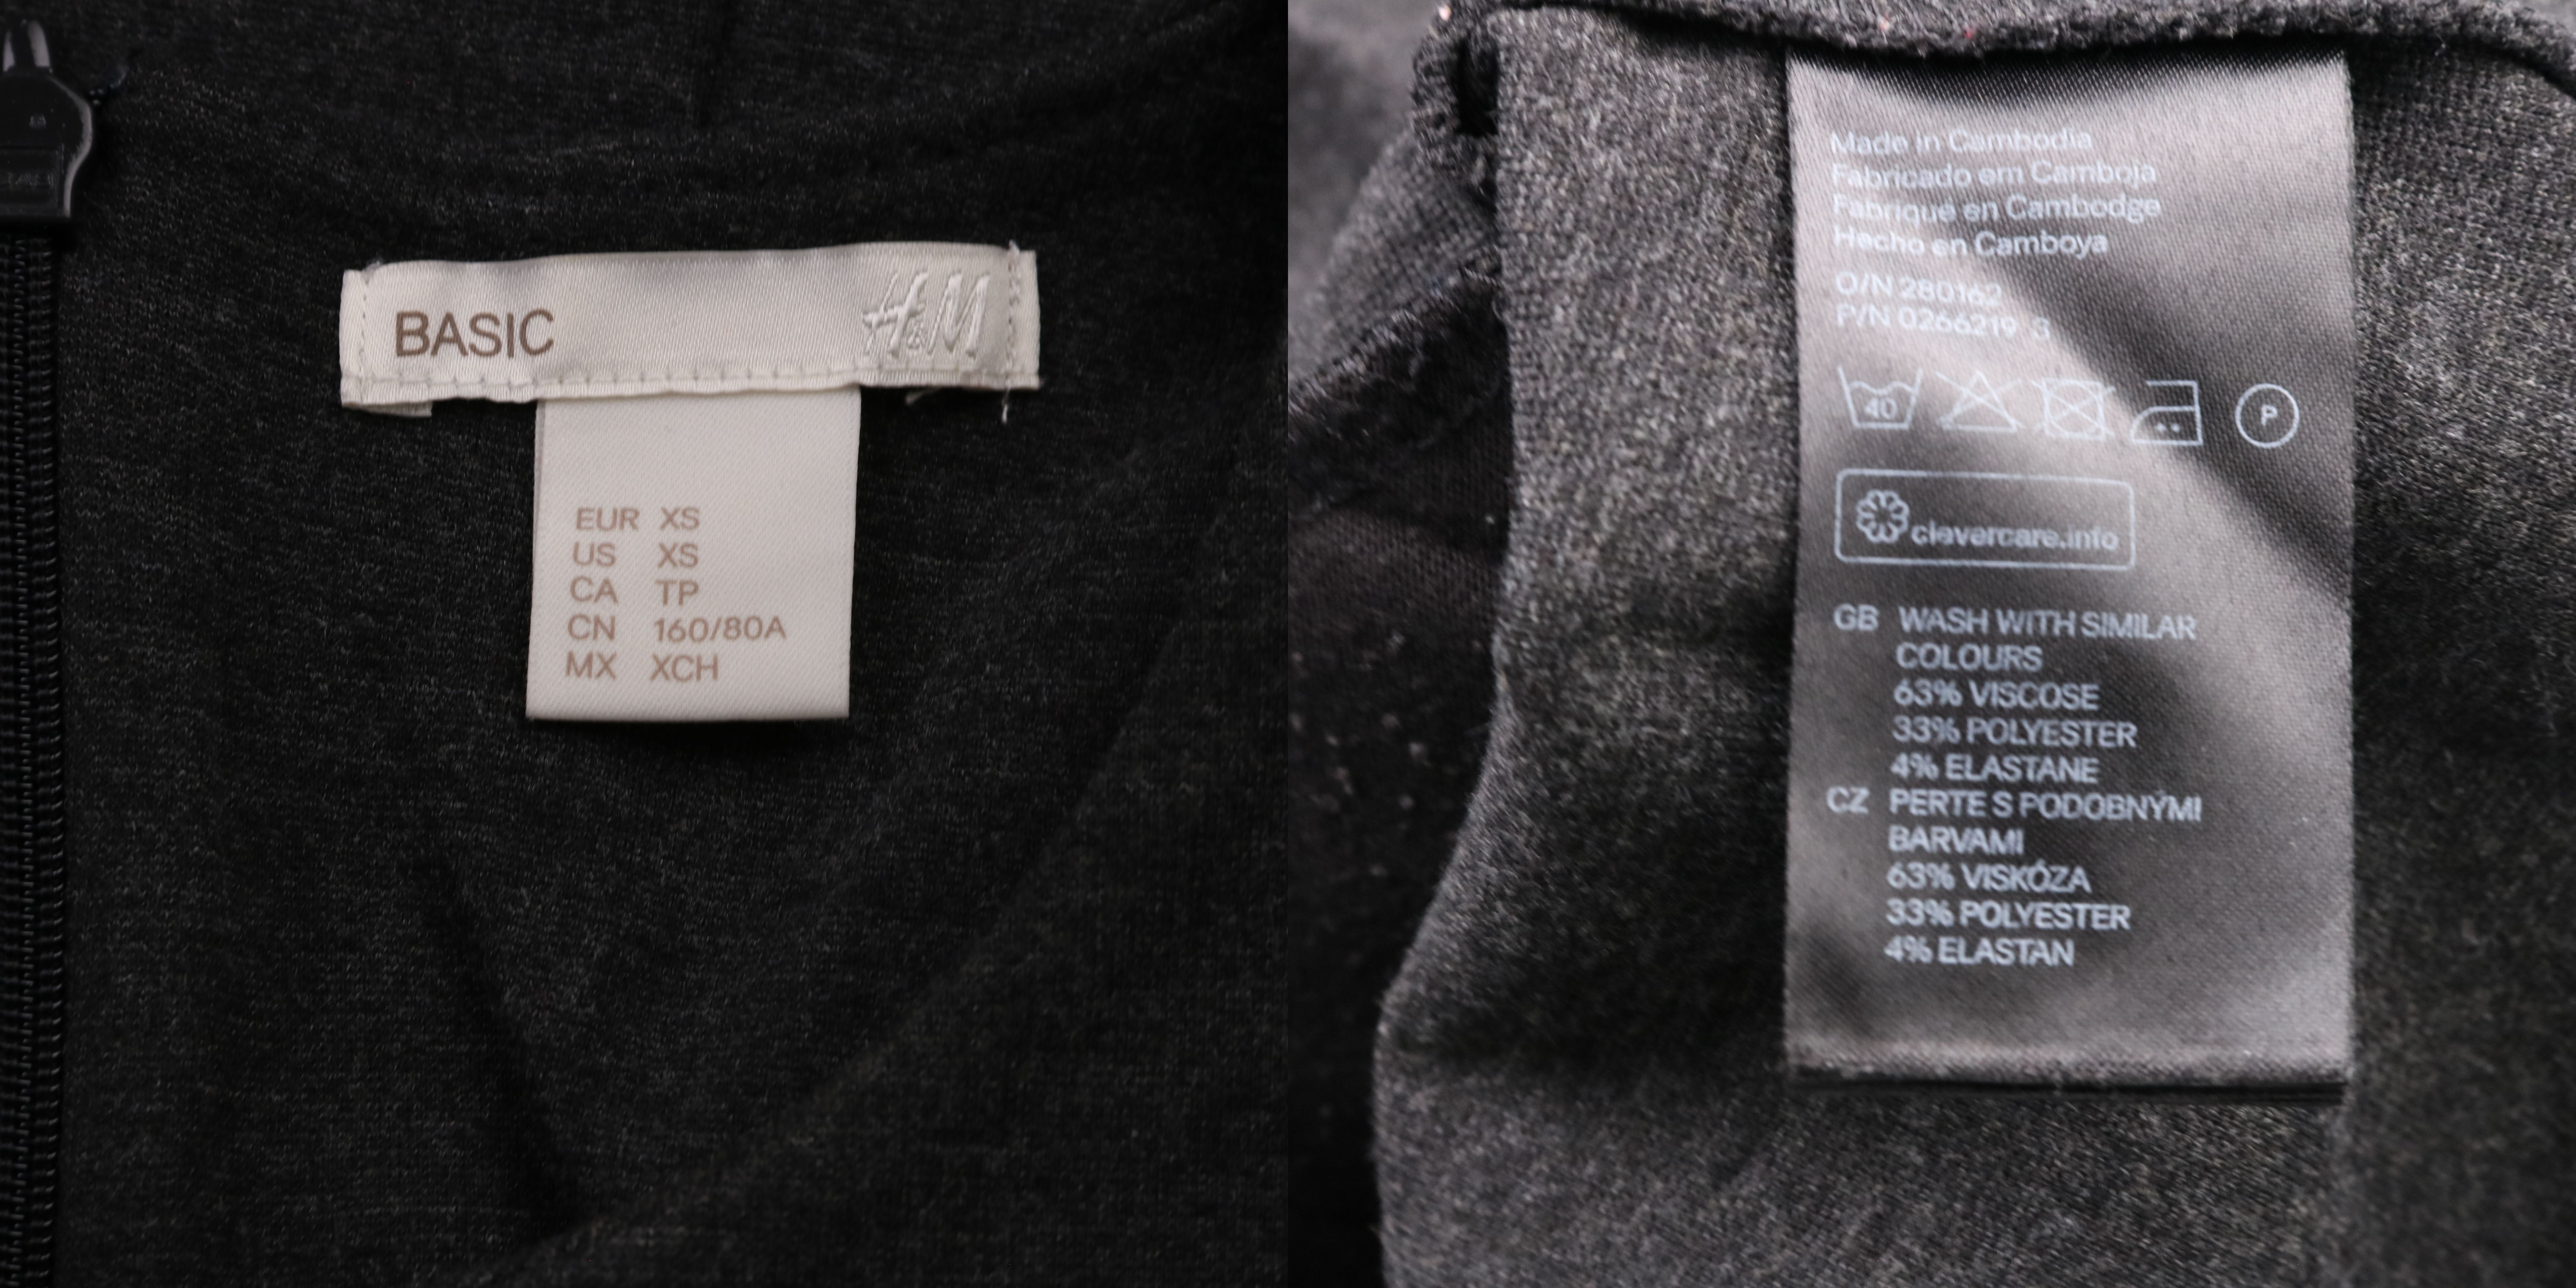 BASIC H&M
EUR XS
US XS
CA TP
CN 160/80A
MX XCH
Made in Cambodia
Fabricado em Camboja
Fabriqué en Cambodge
Hecho en Camboya
O/N 280162
P/N 0266219 S
40
P
clevercare.info
GB WASH WITH SIMILAR
COLOURS
63% VISCOSE
33% POLYESTER
4% ELASTANE
CZ PERTE S PODOBNÝMI
BARVAMI
63% VISKÓZA
33% POLYESTER
4% ELASTAN